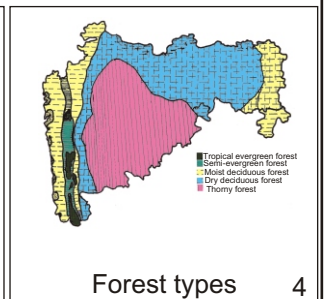 Tropical evergreen forest
Semi-evergreen forest
Moist deciduous forest
Dry deciduous forest
Thorny forest
Forest types 4